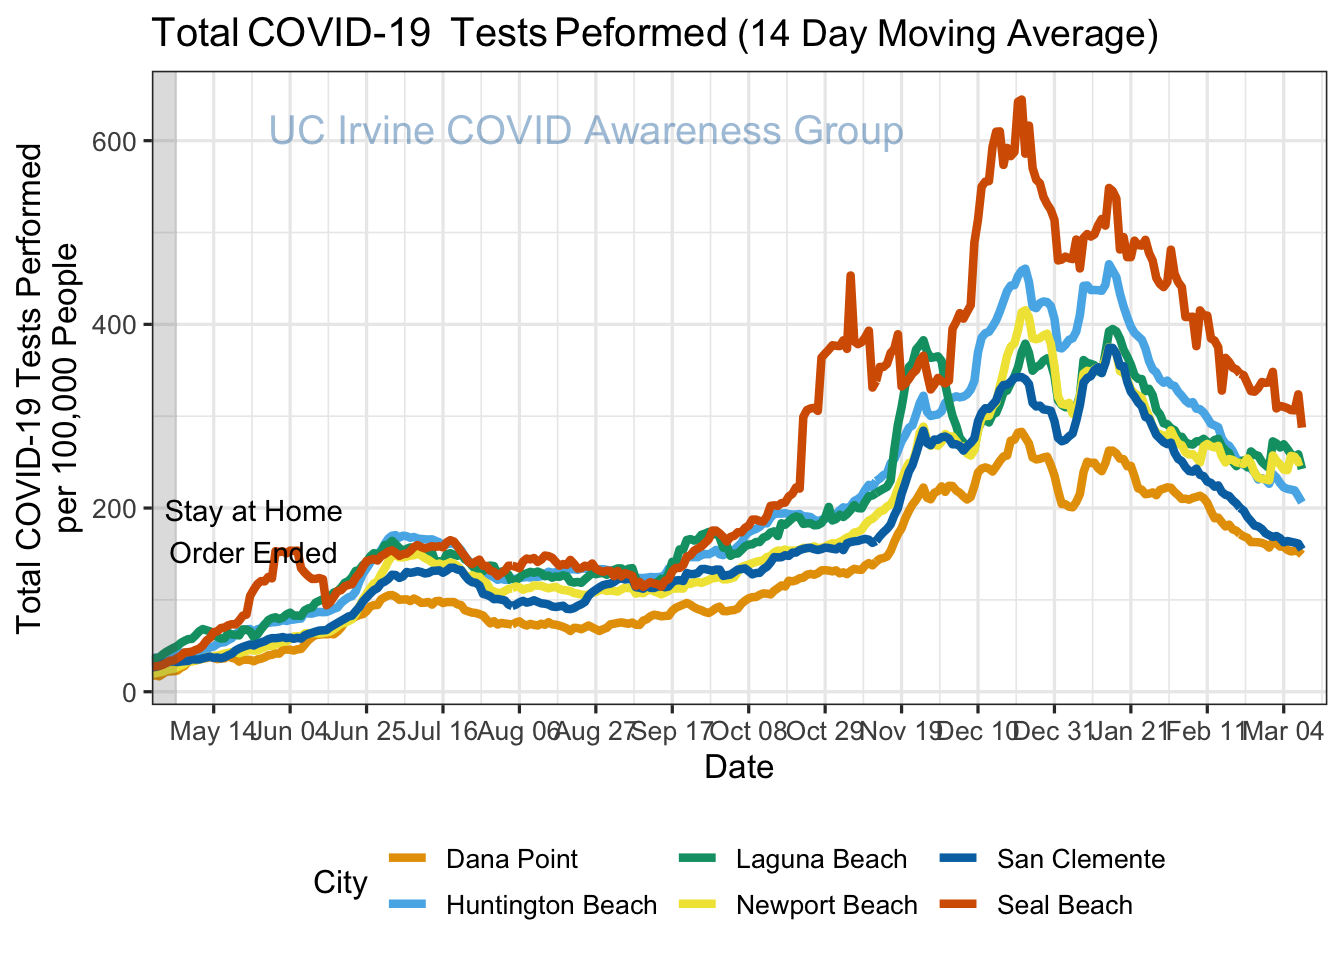 Total COVID-19  Tests Peformed (14 Day Moving Average)
UC Irvine COVID Awareness Group
Total COVID-19 Tests Performed
per 100,000 People
600
400
200
0
Stay at Home
Order Ended
May 14 Jun 04 Jun 25 Jul 16 Aug 06 Aug 27 Sep 17 Oct 08 Oct 29 Nov 19 Dec 10 Dec 31 Jan 21 Feb 11 Mar 04
Date
City
Dana Point Laguna Beach San Clemente
Huntington Beach Newport Beach Seal Beach